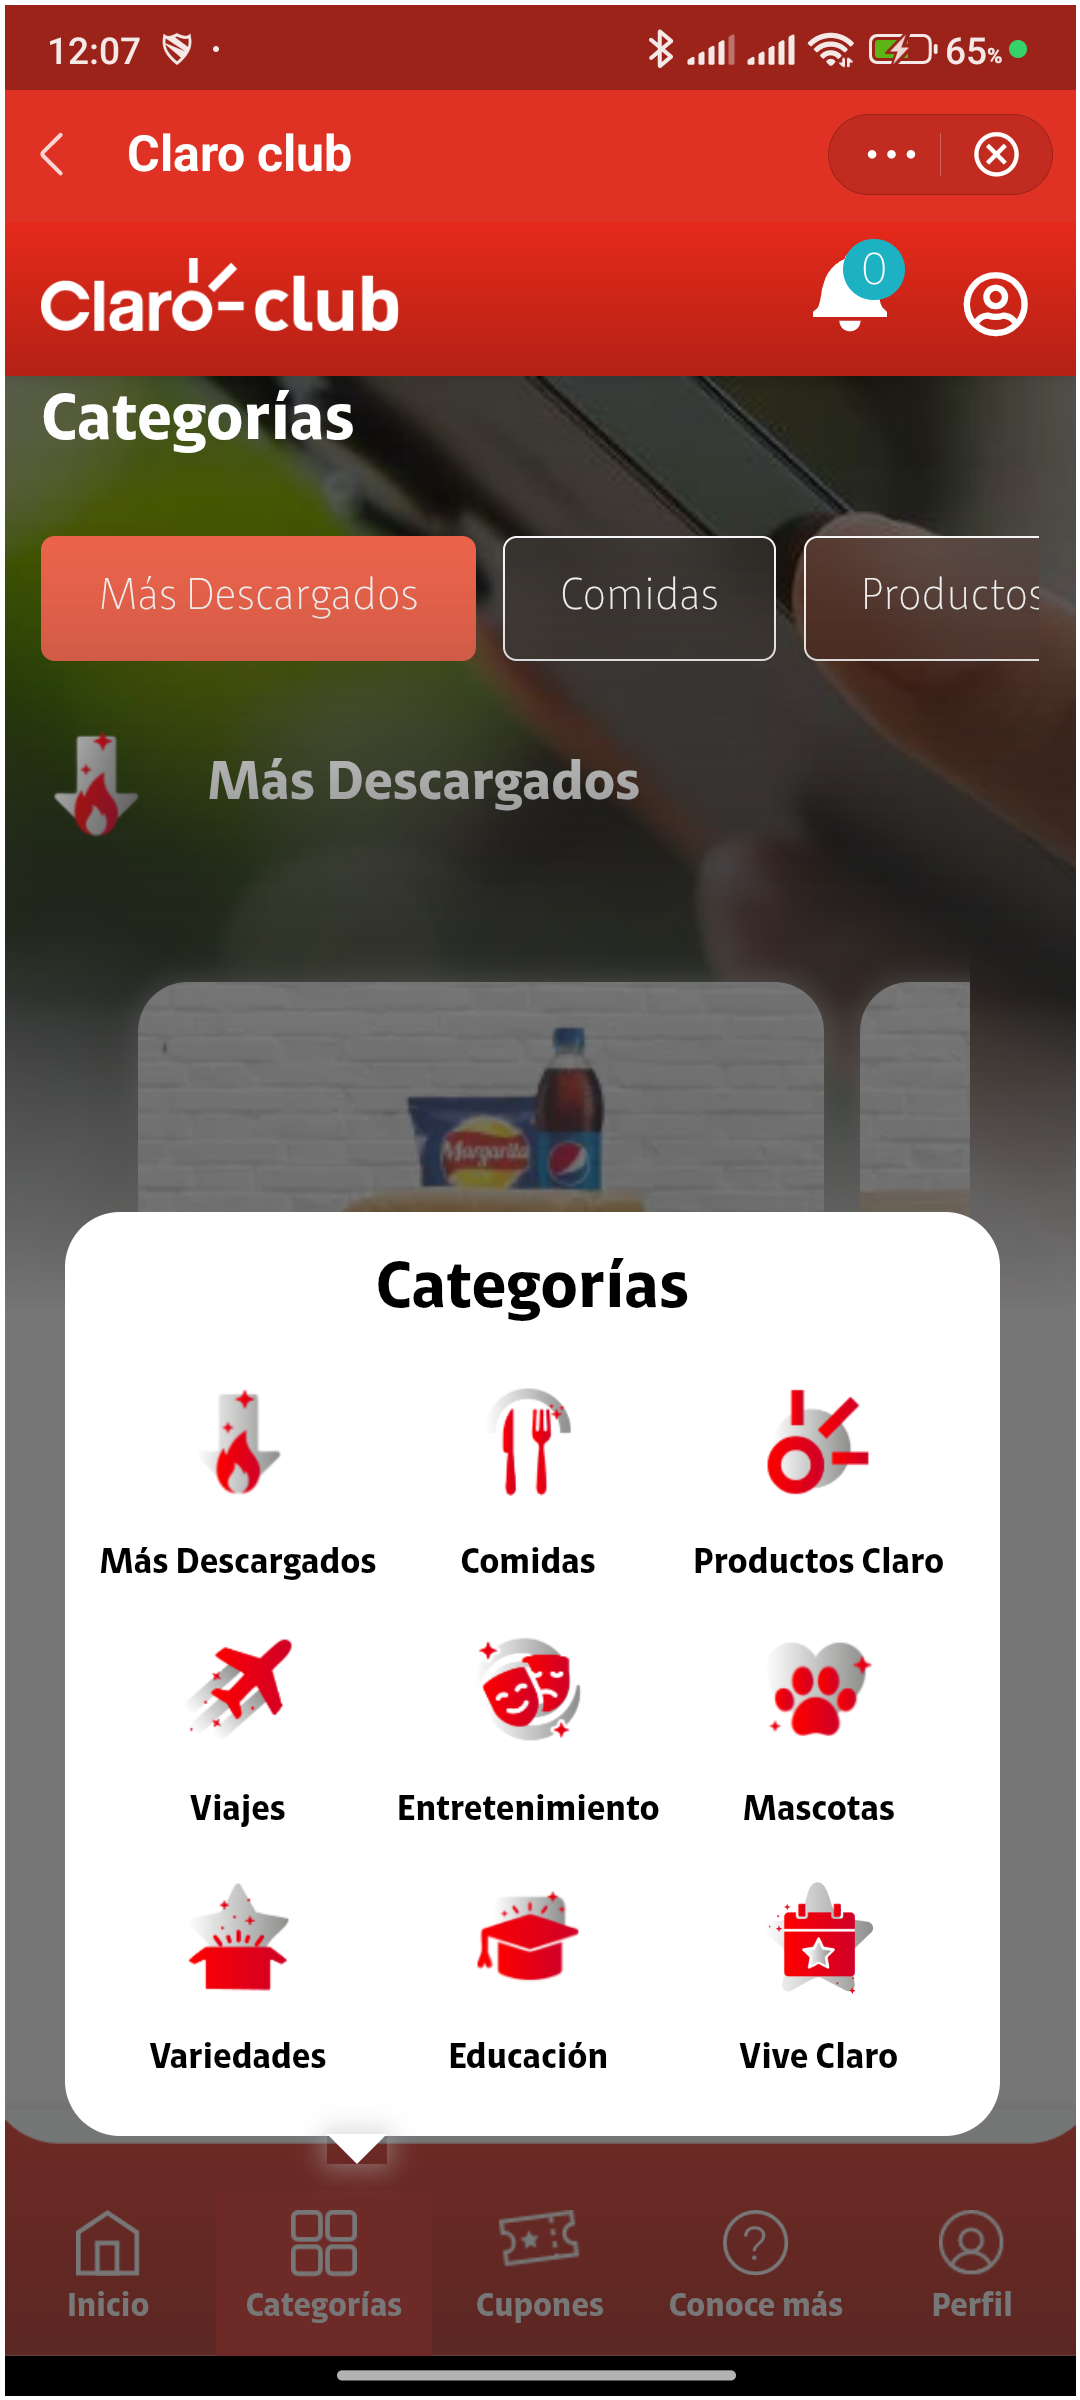 12:07
65%
Claro club
Claro-club
0
Categorías
Más Descargados
Comidas
Productos
Más Descargados
Margarita
Categorías
Más Descargados
Comidas
Productos Claro
Viajes
Entretenimiento
Mascotas
Variedades
Educación
Vive Claro
Inicio
Categorías
Cupones
Conoce más
Perfil